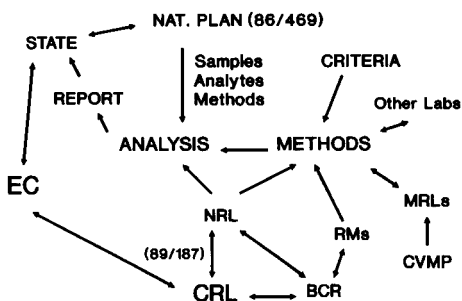 NAT. PLAN (86/469)
STATE
Samples
Analytes
Methods
CRITERIA
REPORT
Other Labs
ANALYSIS
METHODS
EC
NRL
MRLs
RMs
(89/187)
CVMP
CRL
BCR